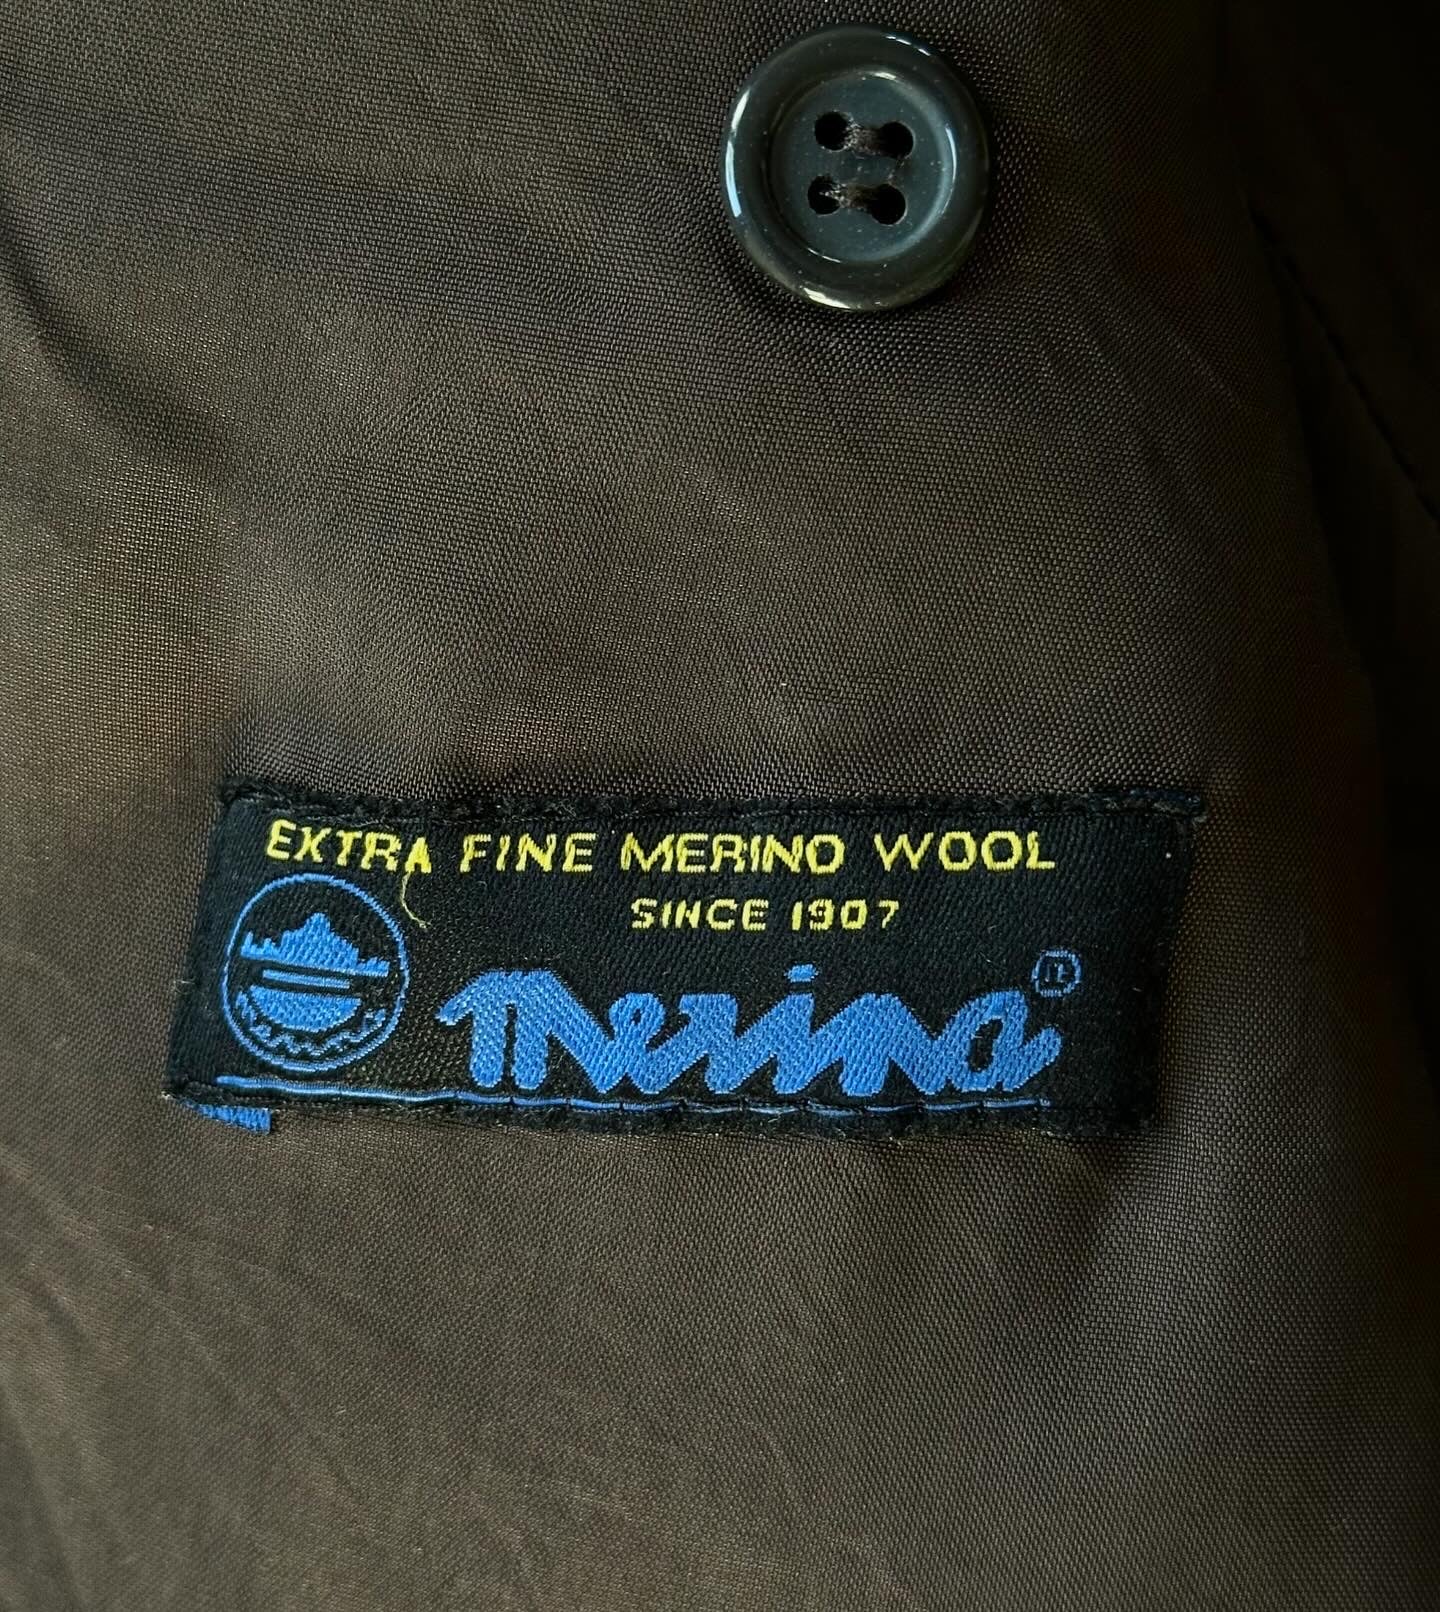 EXTRA FINE MERINO WOOL
SINCE 1907
merina®